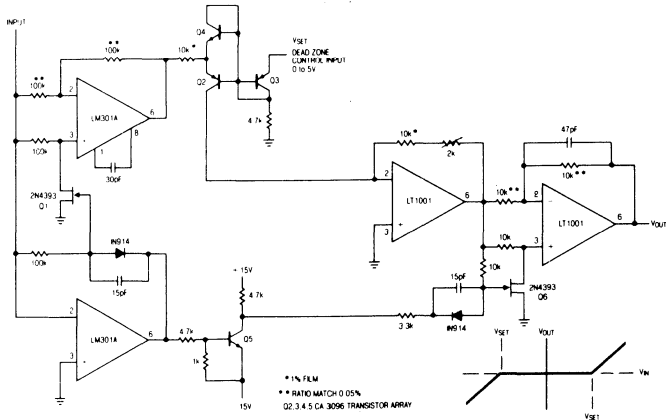 INPUT
**
100k
**
100k
10k *
Q4
Q2
Q3
VSET
DEAD ZONE
CONTROL INPUT
0 to 5V
4.7k
2
3
6
LM301A
1
8
30pF
100k
2N4393
Q1
100k
IN914
15pF
2
3
6
LM301A
4.7k
1k
+ 15V
4.7k
Q5
15V
10k *
2k
2
3
6
LT1001
10k **
10k
10k
47pF
10k **
2
3
6
LT1001
VOUT
15pF
3.3k
IN914
2N4393
Q6
* 1% FILM
** RATIO MATCH 0 05%
Q2,3,4,5 CA 3096 TRANSISTOR ARRAY
VSET
VOUT
VIN
VSET